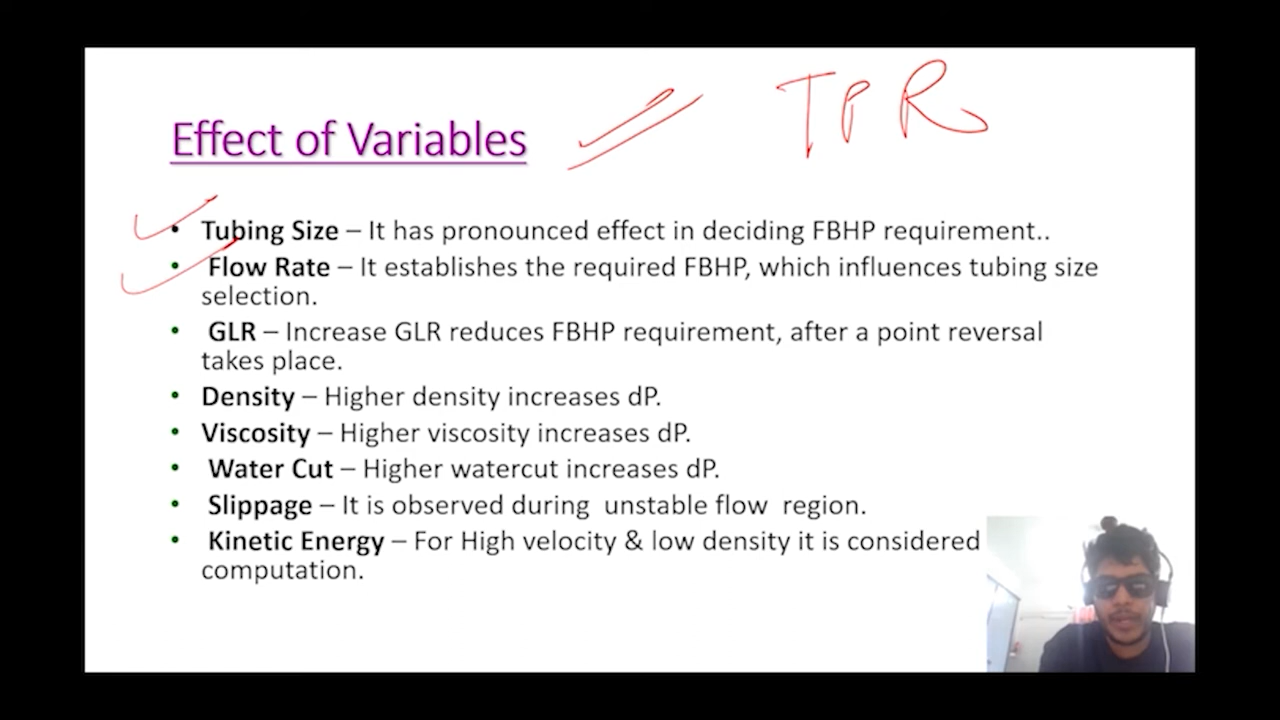 TPR
Effect of Variables
• Tubing Size – It has pronounced effect in deciding FBHP requirement..
• Flow Rate – It establishes the required FBHP, which influences tubing size
selection.
• GLR – Increase GLR reduces FBHP requirement, after a point reversal
takes place.
• Density – Higher density increases dP.
• Viscosity – Higher viscosity increases dP.
• Water Cut – Higher watercut increases dP.
• Slippage – It is observed during unstable flow region.
• Kinetic Energy – For High velocity & low density it is considered
computation.